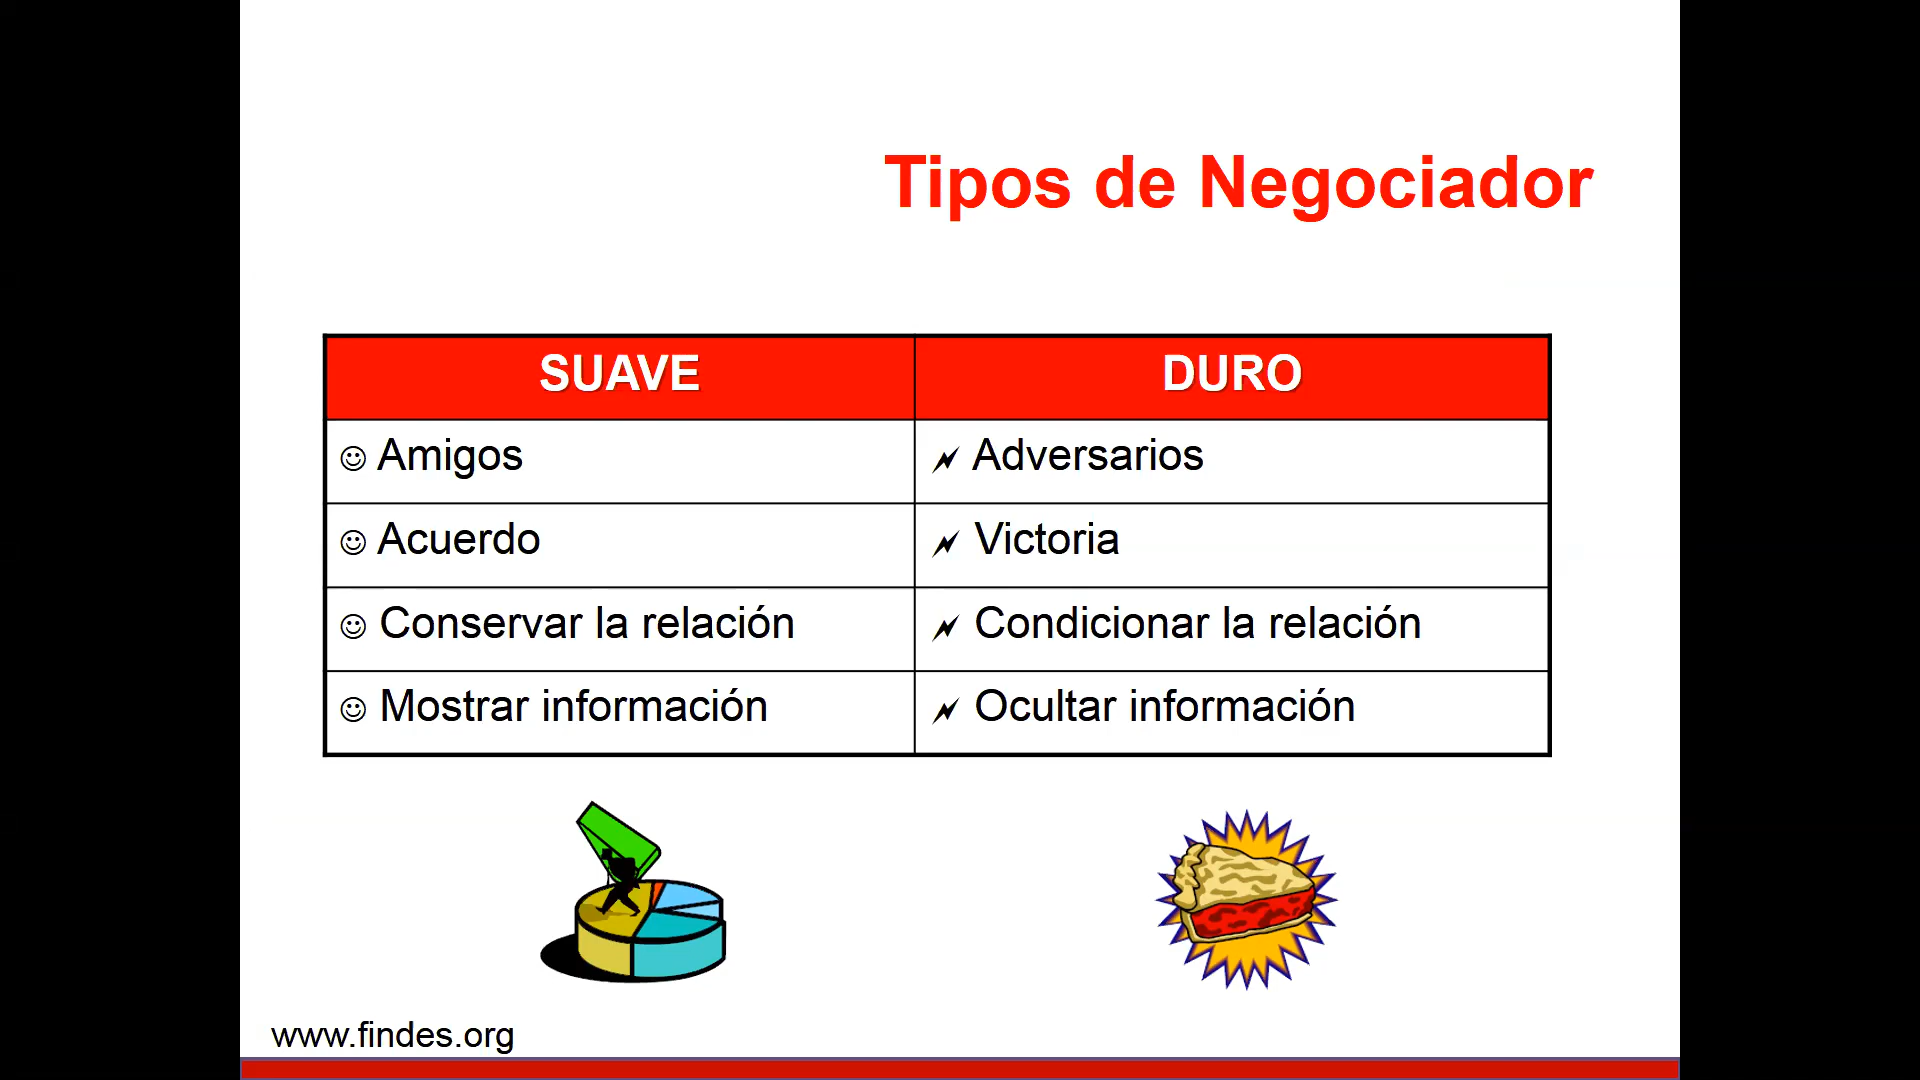 Tipos de Negociador
SUAVE DURO
☺ Amigos Adversarios
☺ Acuerdo Victoria
☺ Conservar la relación Condicionar la relación
☺ Mostrar información Ocultar información
www.findes.org